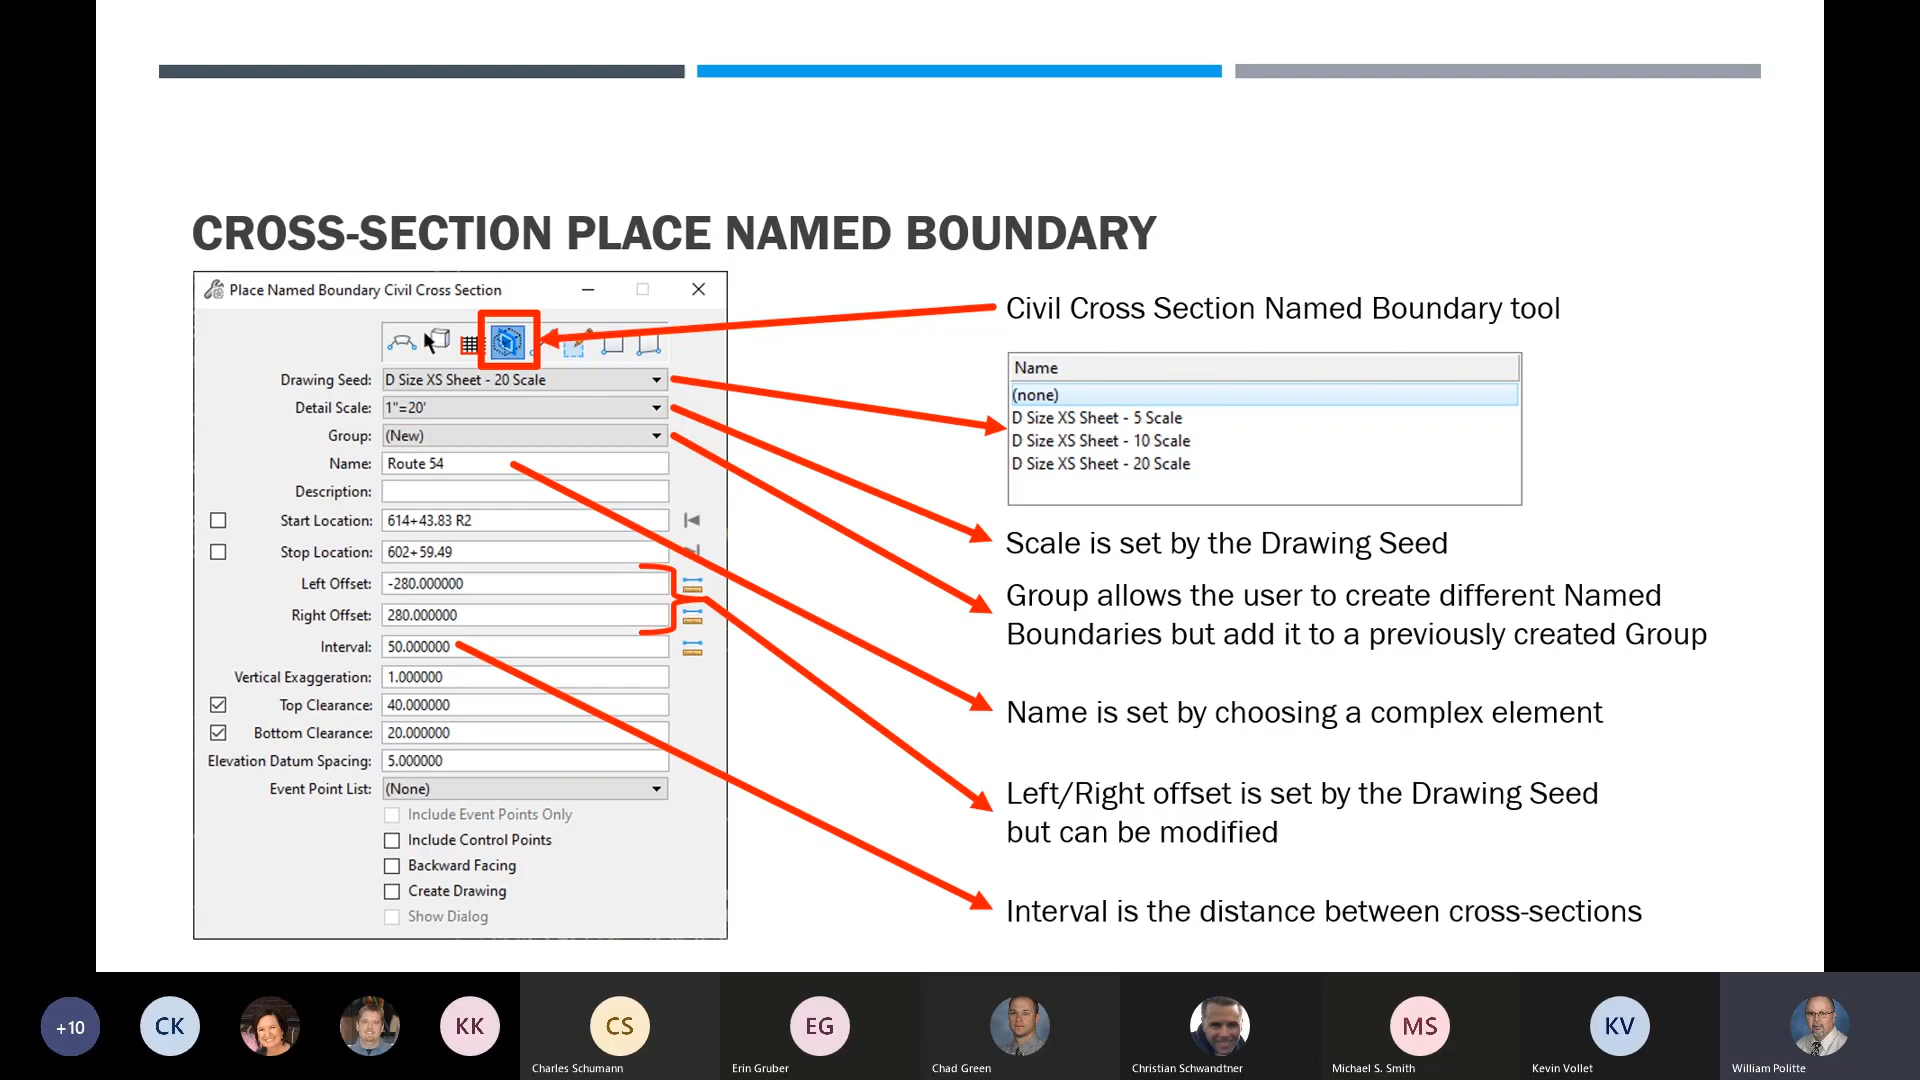 CROSS-SECTION PLACE NAMED BOUNDARY
Place Named Boundary Civil Cross Section
Drawing Seed: D Size XS Sheet - 20 Scale
Detail Scale: 1"=20'
Group: (New)
Name: Route 54
Description:
Start Location: 614+43.83 R2
Stop Location: 602+59.49
Left Offset: -280.000000
Right Offset: 280.000000
Interval: 50.000000
Vertical Exaggeration: 1.000000
Top Clearance: 40.000000
Bottom Clearance: 20.000000
Elevation Datum Spacing: 5.000000
Event Point List: (None)
Include Event Points Only
Include Control Points
Backward Facing
Create Drawing
Show Dialog
Civil Cross Section Named Boundary tool
Name
(none)
D Size XS Sheet - 5 Scale
D Size XS Sheet - 10 Scale
D Size XS Sheet - 20 Scale
Scale is set by the Drawing Seed
Group allows the user to create different Named
Boundaries but add it to a previously created Group
Name is set by choosing a complex element
Left/Right offset is set by the Drawing Seed
but can be modified
Interval is the distance between cross-sections
+10
CK
KK
CS
EG
MS
KV
Charles Schumann
Erin Gruber
Chad Green
Christian Schwandtner
Michael S. Smith
Kevin Vollet
William Politte